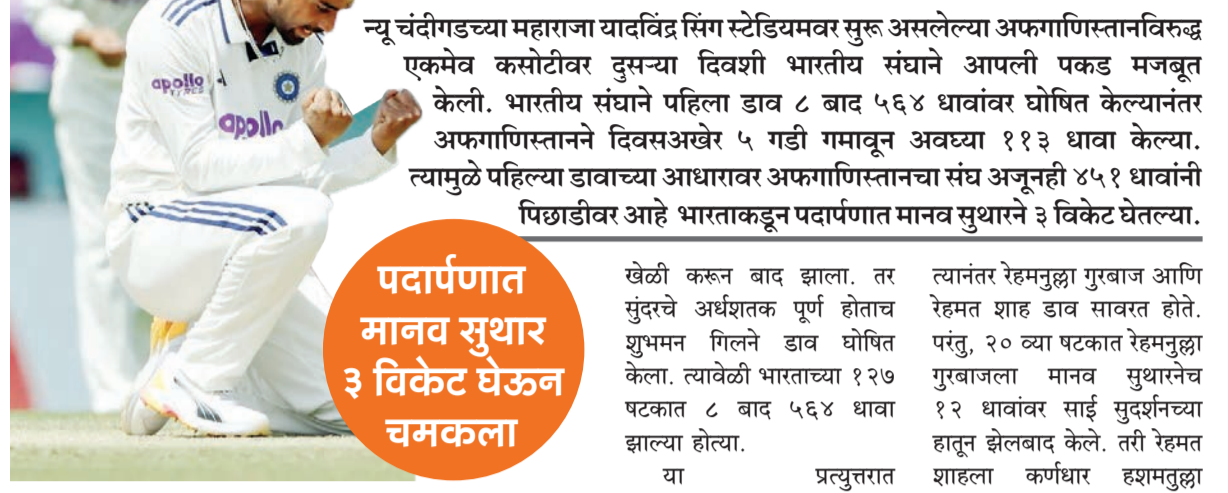 न्यू चंदीगडच्या महाराजा यादविंद्र सिंग स्टेडियमवर सुरू असलेल्या अफगाणिस्तानविरुद्ध
एकमेव कसोटीवर दुसऱ्या दिवशी भारतीय संघाने आपली पकड मजबूत
केली. भारतीय संघाने पहिला डाव ८ बाद ५६४ धावांवर घोषित केल्यानंतर
अफगाणिस्तानने दिवसअखेर ५ गडी गमावून अवघ्या ११३ धावा केल्या.
त्यामुळे पहिल्या डावाच्या आधारावर अफगाणिस्तानचा संघ अजूनही ४५१ धावांनी
पिछाडीवर आहे भारताकडून पदार्पणात मानव सुथारने ३ विकेट घेतल्या.
apollo
TYRES
apollo
पदार्पणात
मानव सुथार
३ विकेट घेऊन
चमकला
खेळी करून बाद झाला. तर
सुंदरचे अर्धशतक पूर्ण होताच
शुभमन गिलने डाव घोषित
केला. त्यावेळी भारताच्या १२७
षटकात ८ बाद ५६४ धावा
झाल्या होत्या.
या प्रत्युत्तरात
त्यानंतर रेहमनुल्ला गुरबाज आणि
रेहमत शाह डाव सावरत होते.
परंतु, २० व्या षटकात रेहमनुल्ला
गुरबाजला मानव सुथारनेच
१२ धावांवर साई सुदर्शनच्या
हातून झेलबाद केले. तरी रेहमत
शाहला कर्णधार हशमतुल्ला